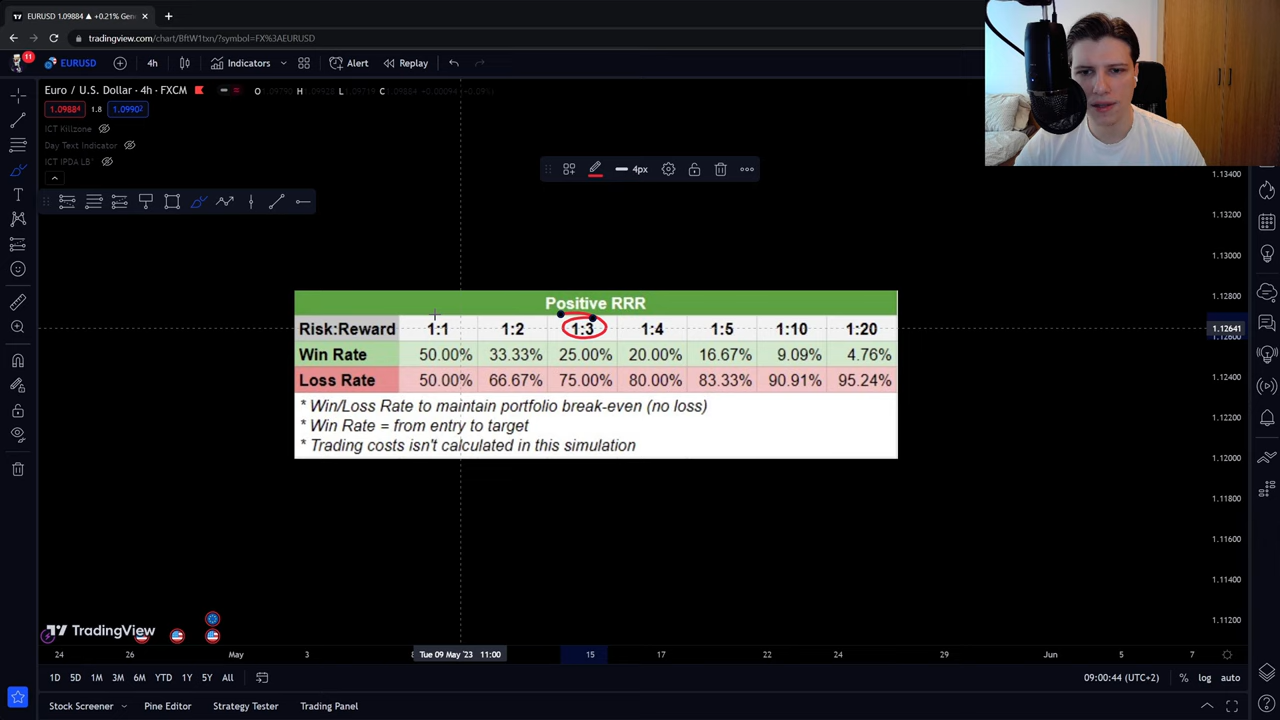 EURUSD 1.09884 ▲ +0.21%
tradingview.com/chart/BftW1txn/?symbol=FX%3AEURUSD
11
EURUSD
4h
Indicators
Alert
Replay
Euro / U.S. Dollar · 4h · FXCM
1.09884 1.8 1.09902
ICT Killzone
Day Text Indicator
ICT IPDA LB
4px
Positive RRR
Risk:Reward 1:1 1:2 1:3 1:4 1:5 1:10 1:20
Win Rate 50.00% 33.33% 25.00% 20.00% 16.67% 9.09% 4.76%
Loss Rate 50.00% 66.67% 75.00% 80.00% 83.33% 90.91% 95.24%
* Win/Loss Rate to maintain portfolio break-even (no loss)
* Win Rate = from entry to target
* Trading costs isn't calculated in this simulation
1.13400
1.13200
1.13000
1.12800
1.12641
1.12400
1.12200
1.12000
1.11800
1.11600
1.11400
1.11200
TradingView
24 26 May 3 Tue 09 May '23 11:00 15 17 22 24 29 Jun 5 7
1D 5D 1M 3M 6M YTD 1Y 5Y All
09:00:44 (UTC+2) % log auto
Stock Screener Pine Editor Strategy Tester Trading Panel